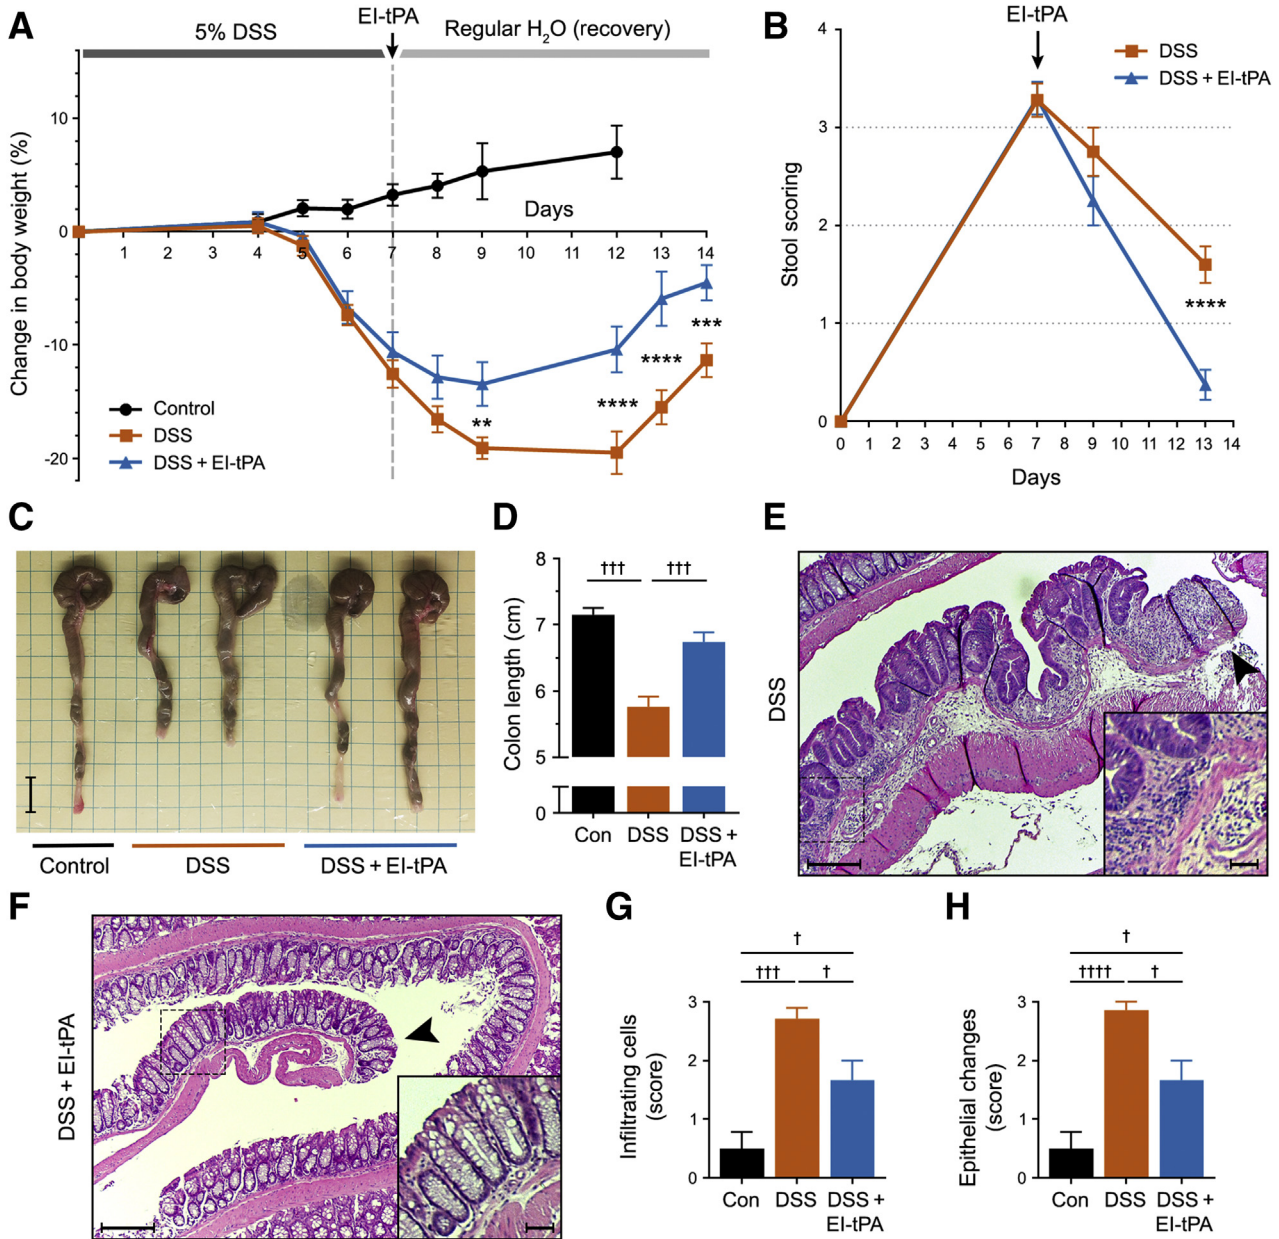 A
5% DSS
EI-tPA
Regular H2O (recovery)
Change in body weight (%)
10
0
-10
-20
Days
1 2 3 4 5 6 7 8 9 10 11 12 13 14
**
****
****
***
Control
DSS
DSS + EI-tPA
B
EI-tPA
DSS
DSS + EI-tPA
Stool scoring
4
3
2
1
0
****
0 1 2 3 4 5 6 7 8 9 10 11 12 13 14
Days
C
Control
DSS
DSS + EI-tPA
D
Colon length (cm)
8
7
6
5
0
††† †††
Con DSS DSS +
EI-tPA
E
DSS
F
DSS + EI-tPA
G
Infiltrating cells
(score)
3
2
1
0
†
††† †
Con DSS DSS +
EI-tPA
H
Epithelial changes
(score)
3
2
1
0
†
†††† †
Con DSS DSS +
EI-tPA